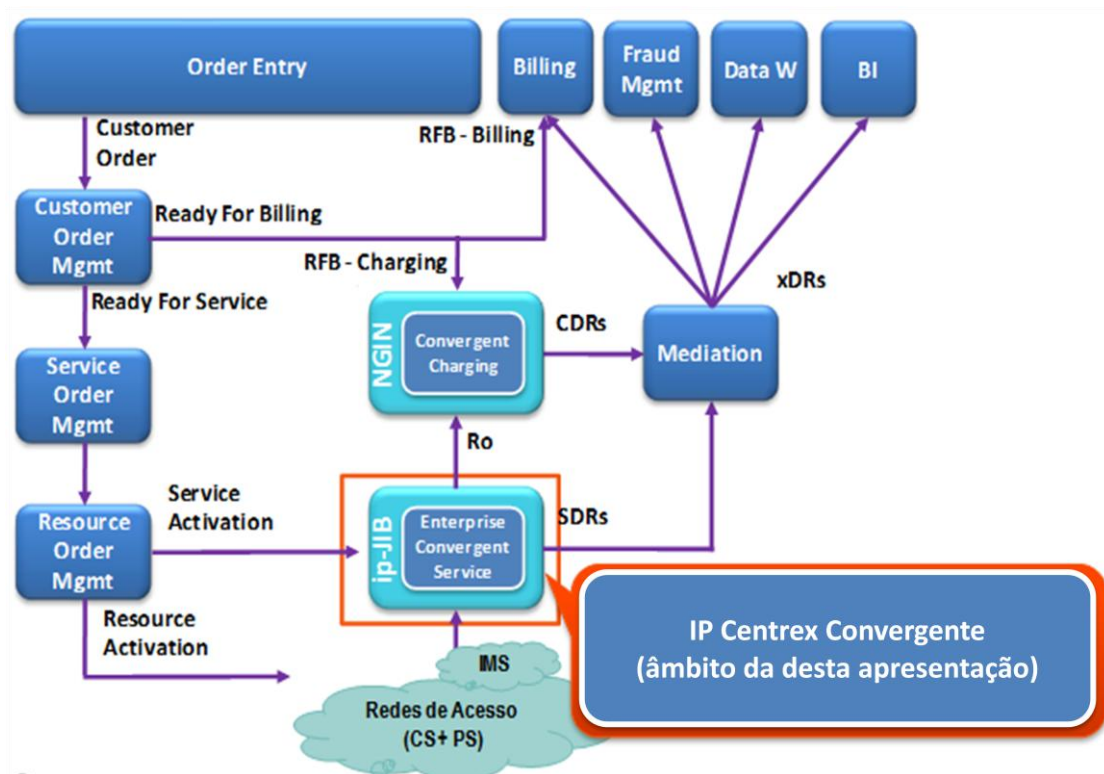 Order Entry
Billing
Fraud
Mgmt
Data W
BI
Customer
Order
RFB - Billing
Customer
Order
Mgmt
Ready For Billing
RFB - Charging
xDRs
Ready For Service
NGIN
Convergent
Charging
CDRs
Mediation
Service
Order
Mgmt
Ro
Service
Activation
Resource
Order
Mgmt
ip-JIB
Enterprise
Convergent
Service
SDRs
Resource
Activation
IP Centrex Convergente
(âmbito da desta apresentação)
IMS
Redes de Acesso
(CS+ PS)